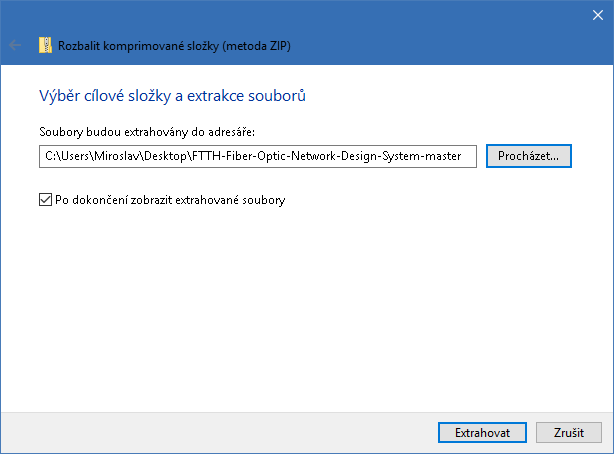 Rozbalit komprimované složky (metoda ZIP)
Výběr cílové složky a extrakce souborů
Soubory budou extrahovány do adresáře:
C:\Users\Miroslav\Desktop\FTTH-Fiber-Optic-Network-Design-System-master
Procházet...
Po dokončení zobrazit extrahované soubory
Extrahovat
Zrušit